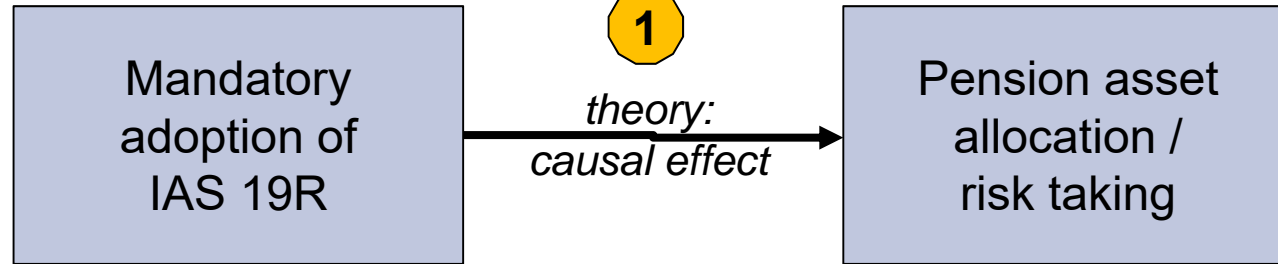 Mandatory
adoption of
IAS 19R
1
theory:
causal effect
Pension asset
allocation /
risk taking